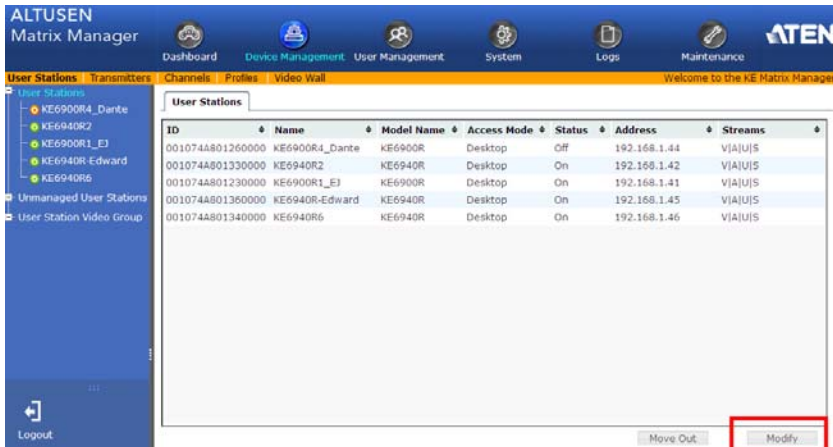 ALTUSEN
Matrix Manager
Dashboard Device Management User Management System Logs Maintenance
ATEN
User Stations Transmitters Channels Profiles Video Wall Welcome to the KE Matrix Manager
User Stations
KE6900R4_Dante
KE6940R2
KE6900R1_EJ
KE6940R-Edward
KE6940R6
Unmanaged User Stations
User Station Video Group
Logout
User Stations
ID Name Model Name Access Mode Status Address Streams
001074A801260000 KE6900R4_Dante KE6900R Desktop Off 192.168.1.44 V|A|U|S
001074A801330000 KE6940R2 KE6940R Desktop On 192.168.1.42 V|A|U|S
001074A801230000 KE6900R1_EJ KE6900R Desktop On 192.168.1.41 V|A|U|S
001074A801360000 KE6940R-Edward KE6940R Desktop On 192.168.1.45 V|A|U|S
001074A801340000 KE6940R6 KE6940R Desktop On 192.168.1.46 V|A|U|S
Move Out Modify